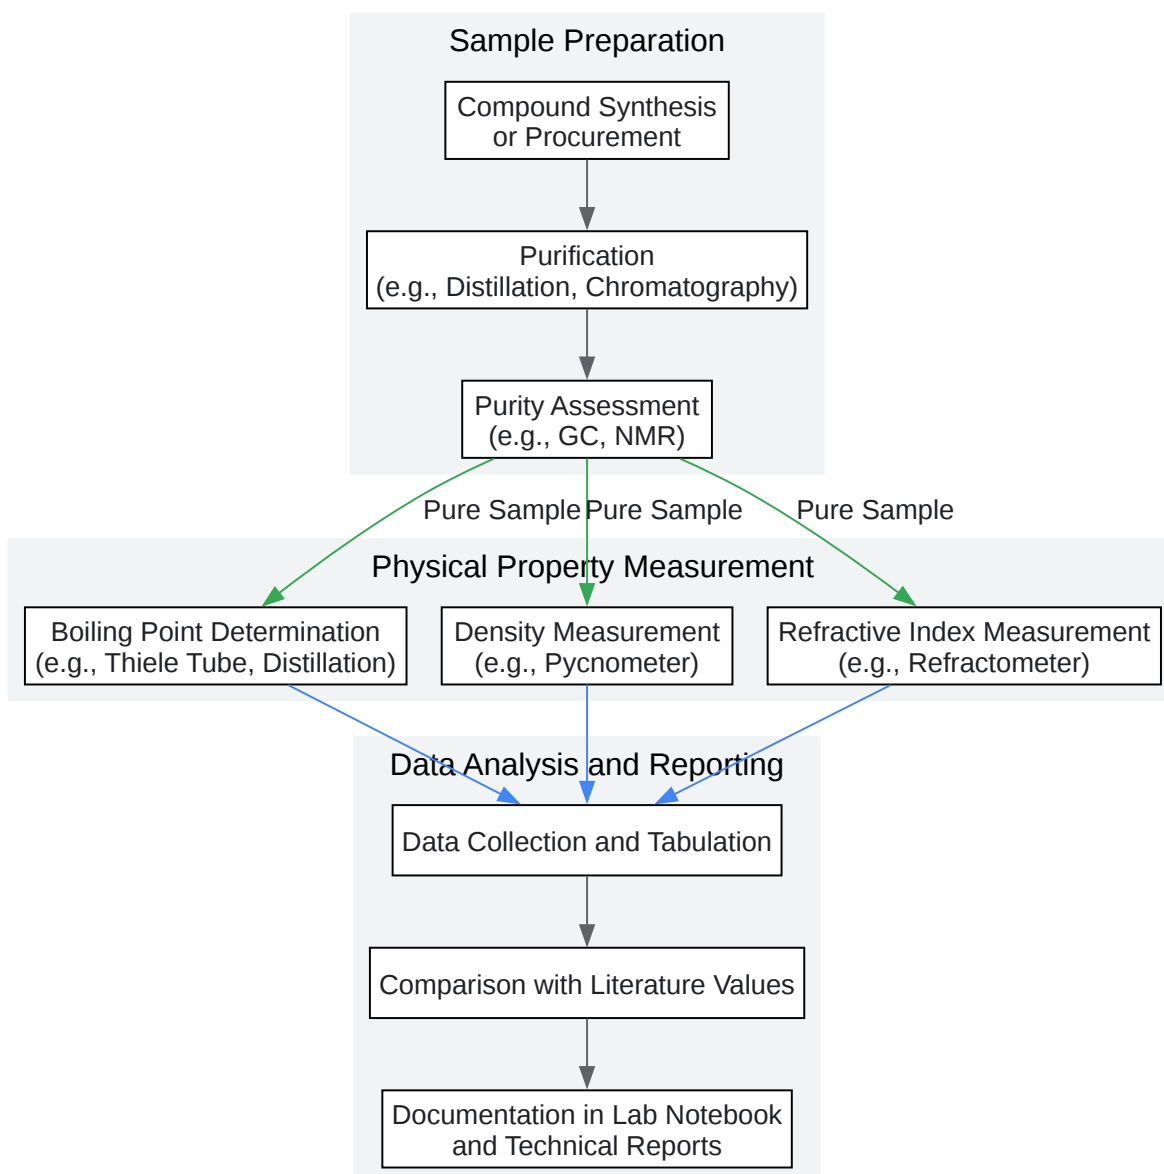 Sample Preparation
Compound Synthesis
or Procurement
Purification
(e.g., Distillation, Chromatography)
Purity Assessment
(e.g., GC, NMR)
Pure Sample
Pure Sample
Pure Sample
Physical Property Measurement
Boiling Point Determination
(e.g., Thiele Tube, Distillation)
Density Measurement
(e.g., Pycnometer)
Refractive Index Measurement
(e.g., Refractometer)
Data Analysis and Reporting
Data Collection and Tabulation
Comparison with Literature Values
Documentation in Lab Notebook
and Technical Reports